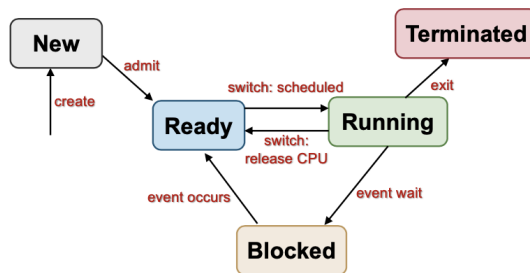 New
Terminated
admit
switch: scheduled
exit
create
Ready
Running
switch:
release CPU
event occurs
event wait
Blocked